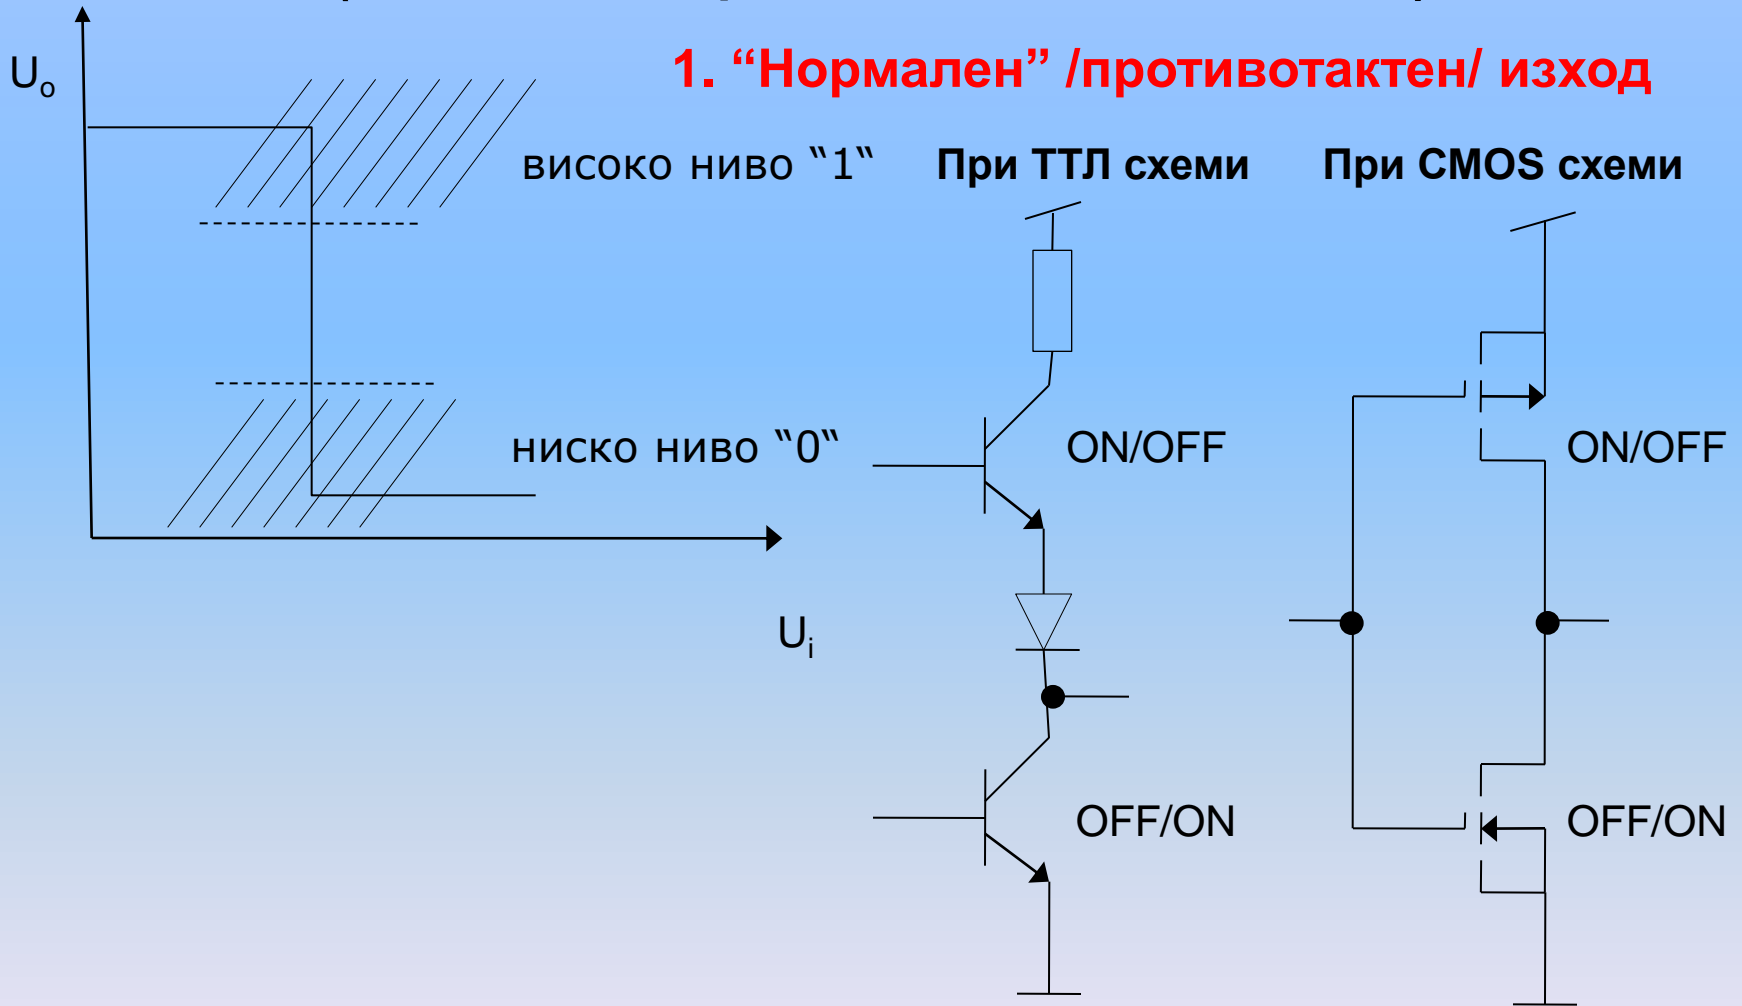 1. “Нормален” /противотактен/ изход
U₀
високо ниво “1“
При ТТЛ схеми
При CMOS схеми
ниско ниво “0“
ON/OFF
ON/OFF
Uᵢ
OFF/ON
OFF/ON